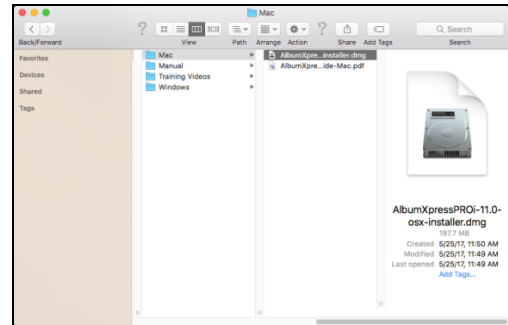 Mac
Search
Back/Forward
View
Path
Arrange
Action
Share
Add Tags
Search
Favorites
Devices
Shared
Tags
Mac
Manual
Training Videos
Windows
AlbumXpre...installer.dmg
AlbumXpre...ide-Mac.pdf
AlbumXpressPROi-11.0-
osx-installer.dmg
197.7 MB
Created 5/25/17, 11:50 AM
Modified 5/25/17, 11:49 AM
Last opened 5/25/17, 11:49 AM
Add Tags...